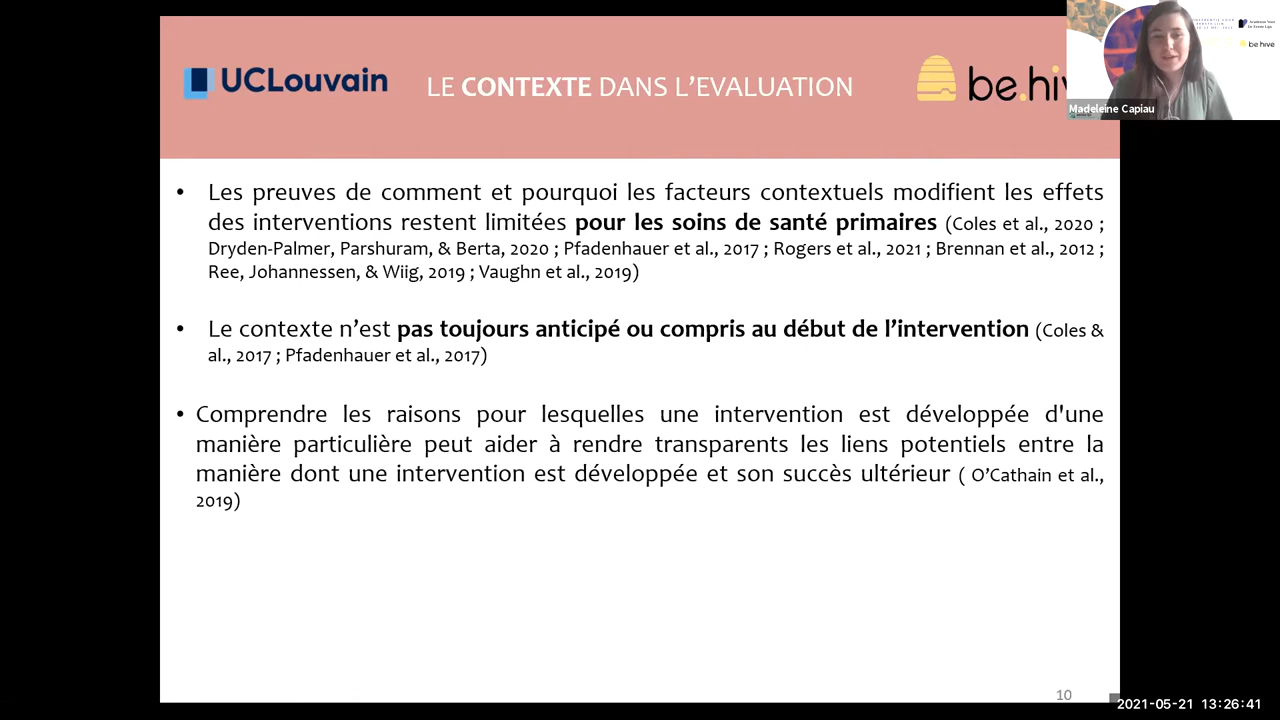 UCLouvain
LE CONTEXTE DANS L’EVALUATION
be.hiv
be hive
Madeleine Capiau
• Les preuves de comment et pourquoi les facteurs contextuels modifient les effets
des interventions restent limitées pour les soins de santé primaires (Coles et al., 2020 ;
Dryden-Palmer, Parshuram, & Berta, 2020 ; Pfadenhauer et al., 2017 ; Rogers et al., 2021 ; Brennan et al., 2012 ;
Ree, Johannessen, & Wiig, 2019 ; Vaughn et al., 2019)
• Le contexte n’est pas toujours anticipé ou compris au début de l’intervention (Coles &
al., 2017 ; Pfadenhauer et al., 2017)
• Comprendre les raisons pour lesquelles une intervention est développée d'une
manière particulière peut aider à rendre transparents les liens potentiels entre la
manière dont une intervention est développée et son succès ultérieur ( O’Cathain et al.,
2019)
10
2021-05-21 13:26:41